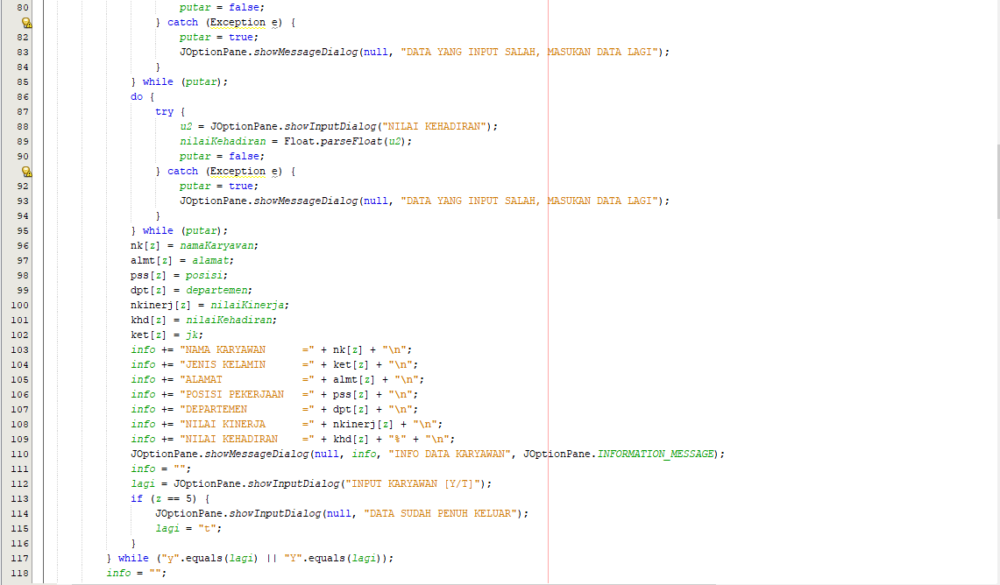 80                        putar = false;
                    } catch (Exception e) {
82                        putar = true;
83                        JOptionPane.showMessageDialog(null, "DATA YANG INPUT SALAH, MASUKAN DATA LAGI");
84                    }
85                } while (putar);
86                do {
87                    try {
88                        u2 = JOptionPane.showInputDialog("NILAI KEHADIRAN");
89                        nilaiKehadiran = Float.parseFloat(u2);
90                        putar = false;
                    } catch (Exception e) {
92                        putar = true;
93                        JOptionPane.showMessageDialog(null, "DATA YANG INPUT SALAH, MASUKAN DATA LAGI");
94                    }
95                } while (putar);
96                nk[z] = namaKaryawan;
97                almt[z] = alamat;
98                pss[z] = posisi;
99                dpt[z] = departemen;
100                nkinerj[z] = nilaiKinerja;
101                khd[z] = nilaiKehadiran;
102                ket[z] = jk;
103                info += "NAMA KARYAWAN      =" + nk[z] + "\n";
104                info += "JENIS KELAMIN      =" + ket[z] + "\n";
105                info += "ALAMAT             =" + almt[z] + "\n";
106                info += "POSISI PEKERJAAN   =" + pss[z] + "\n";
107                info += "DEPARTEMEN         =" + dpt[z] + "\n";
108                info += "NILAI KINERJA      =" + nkinerj[z] + "\n";
109                info += "NILAI KEHADIRAN    =" + khd[z] + "%" + "\n";
110                JOptionPane.showMessageDialog(null, info, "INFO DATA KARYAWAN", JOptionPane.INFORMATION_MESSAGE);
111                info = "";
112                lagi = JOptionPane.showInputDialog("INPUT KARYAWAN [Y/T]");
113                if (z == 5) {
114                    JOptionPane.showInputDialog(null, "DATA SUDAH PENUH KELUAR");
115                    lagi = "t";
116                }
117            } while ("y".equals(lagi) || "Y".equals(lagi));
118            info = "";